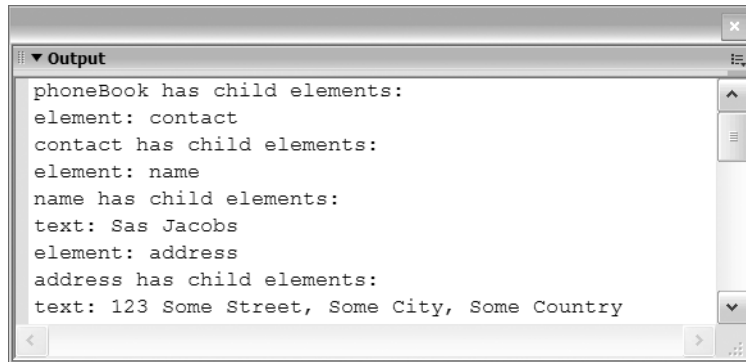 Output
phoneBook has child elements:
element: contact
contact has child elements:
element: name
name has child elements:
text: Sas Jacobs
element: address
address has child elements:
text: 123 Some Street, Some City, Some Country